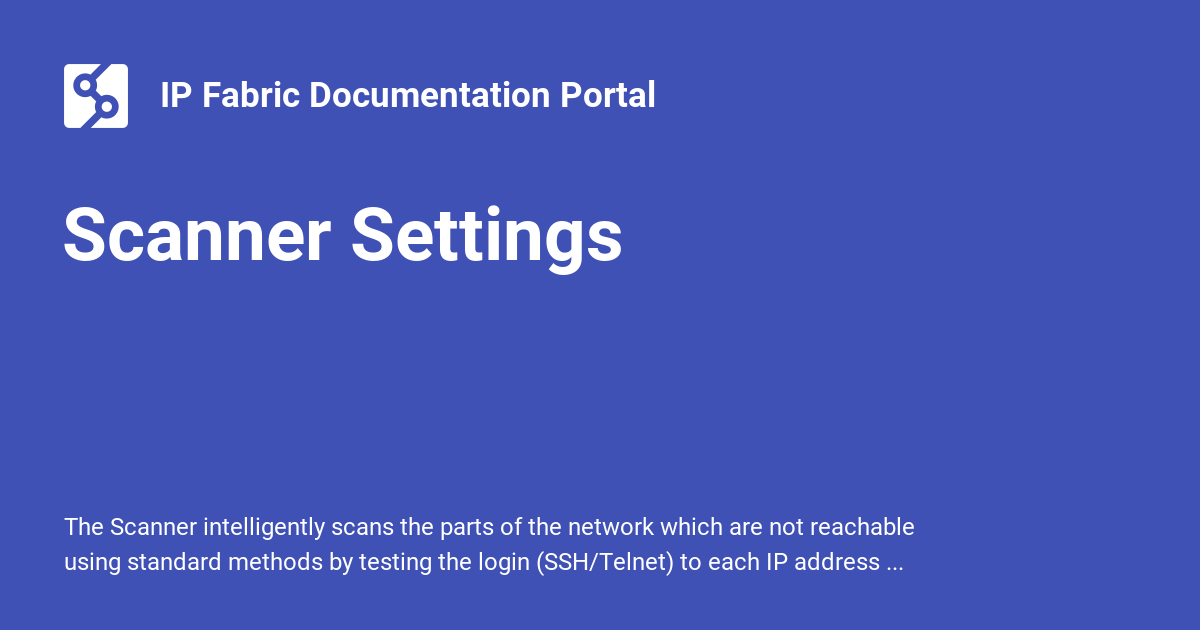 IP Fabric Documentation Portal
Scanner Settings
The Scanner intelligently scans the parts of the network which are not reachable
using standard methods by testing the login (SSH/Telnet) to each IP address ...